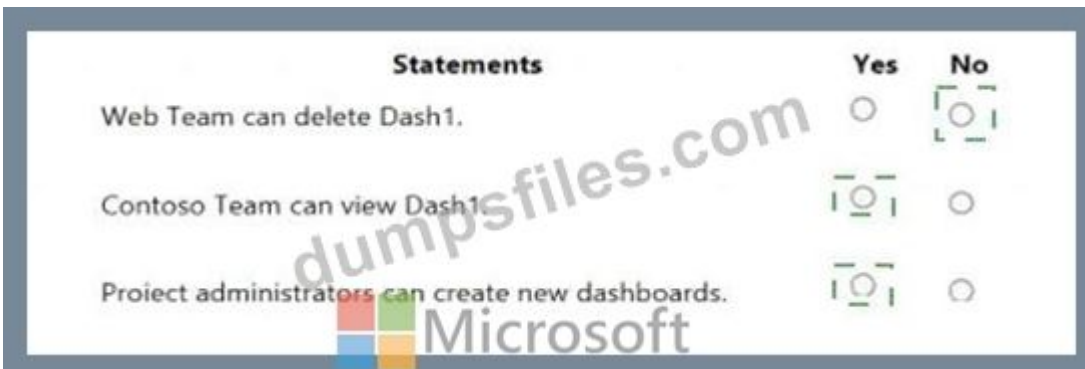 Statements Yes No
Web Team can delete Dash1.
Contoso Team can view Dash1.
Project administrators can create new dashboards.
dumpsfiles.com
Microsoft